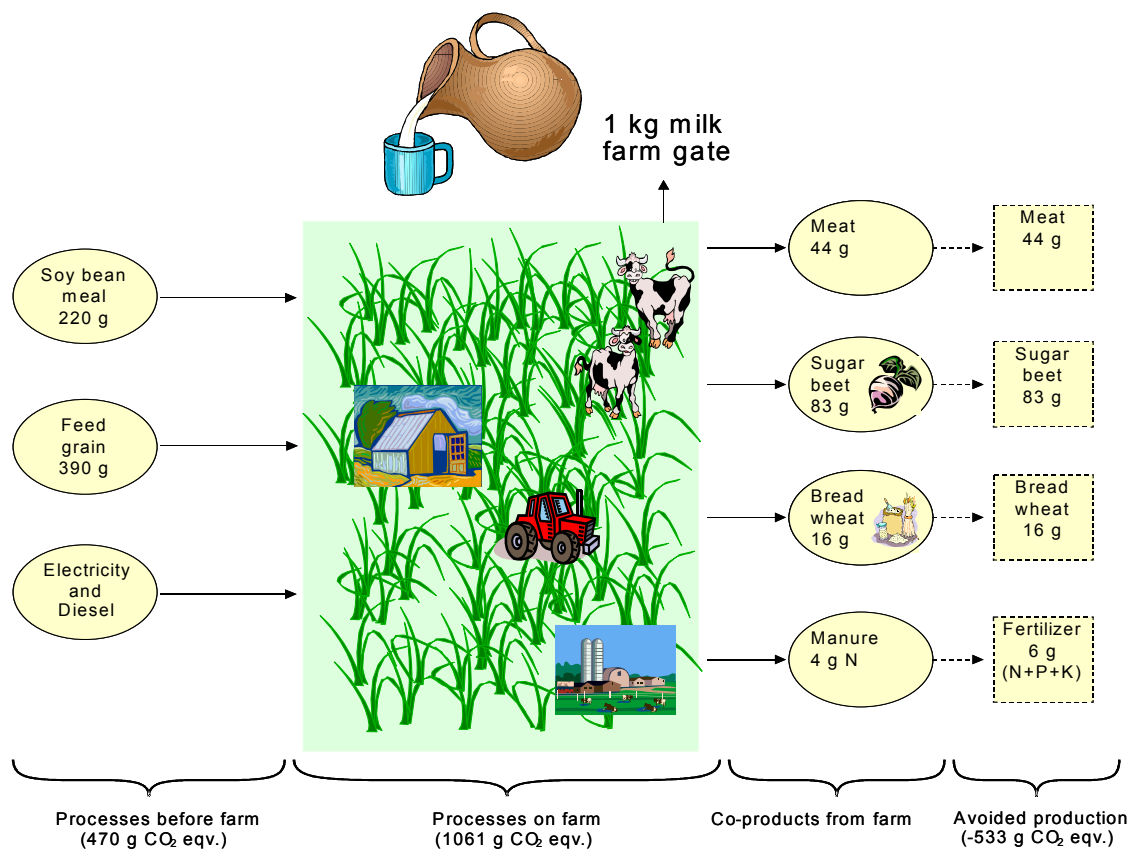 1 kg milk
farm gate
Soy bean
meal
220 g
Feed
grain
390 g
Electricity
and
Diesel
Meat
44 g
Sugar
beet
83 g
Bread
wheat
16 g
Manure
4 g N
Meat
44 g
Sugar
beet
83 g
Bread
wheat
16 g
Fertilizer
6 g
(N+P+K)
Processes before farm
(470 g CO2 eqv.)
Processes on farm
(1061 g CO2 eqv.)
Co-products from farm
Avoided production
(-533 g CO2 eqv.)